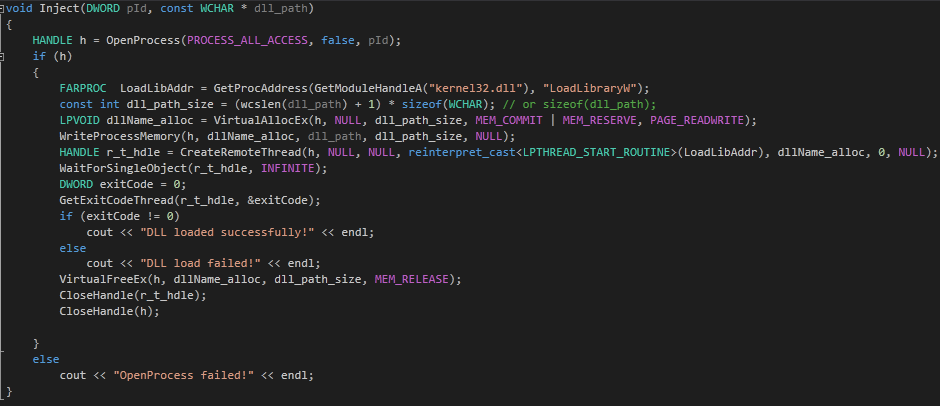 void Inject(DWORD pId, const WCHAR * dll_path)
{
    HANDLE h = OpenProcess(PROCESS_ALL_ACCESS, false, pId);
    if (h)
    {
        FARPROC  LoadLibAddr = GetProcAddress(GetModuleHandleA("kernel32.dll"), "LoadLibraryW");
        const int dll_path_size = (wcslen(dll_path) + 1) * sizeof(WCHAR); // or sizeof(dll_path);
        LPVOID dllName_alloc = VirtualAllocEx(h, NULL, dll_path_size, MEM_COMMIT | MEM_RESERVE, PAGE_READWRITE);
        WriteProcessMemory(h, dllName_alloc, dll_path, dll_path_size, NULL);
        HANDLE r_t_hdle = CreateRemoteThread(h, NULL, NULL, reinterpret_cast<LPTHREAD_START_ROUTINE>(LoadLibAddr), dllName_alloc, 0, NULL);
        WaitForSingleObject(r_t_hdle, INFINITE);
        DWORD exitCode = 0;
        GetExitCodeThread(r_t_hdle, &exitCode);
        if (exitCode != 0)
            cout << "DLL loaded successfully!" << endl;
        else
            cout << "DLL load failed!" << endl;
        VirtualFreeEx(h, dllName_alloc, dll_path_size, MEM_RELEASE);
        CloseHandle(r_t_hdle);
        CloseHandle(h);
    }
    else
        cout << "OpenProcess failed!" << endl;
}